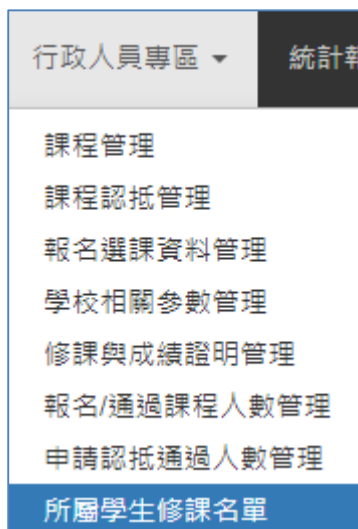 行政人員專區 統計
課程管理
課程認抵管理
報名選課資料管理
學校相關參數管理
修課與成績證明管理
報名/通過課程人數管理
申請認抵通過人數管理
所屬學生修課名單